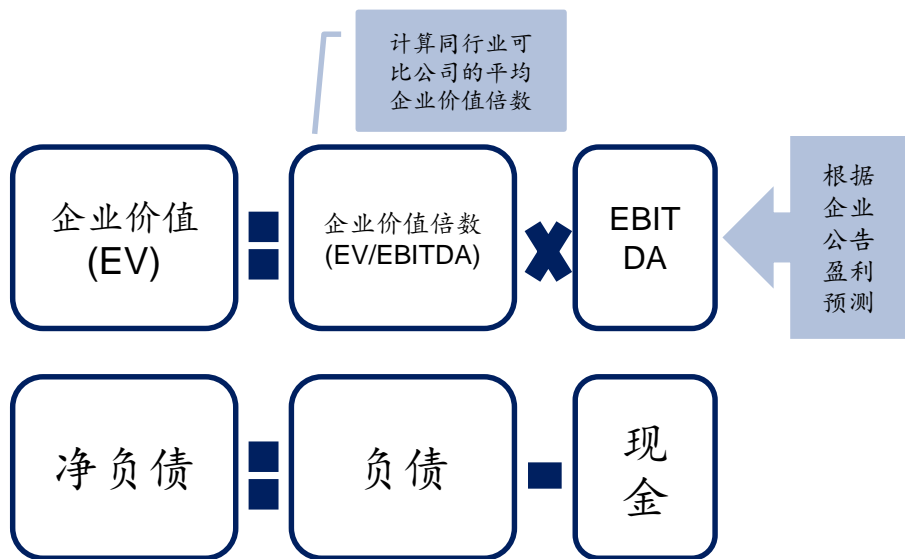 计算同行业可
比公司的平均
企业价值倍数
企业价值
(EV)
企业价值倍数
(EV/EBITDA)
EBIT
DA
根据
企业
公告
盈利
预测
净负债
负债
现
金